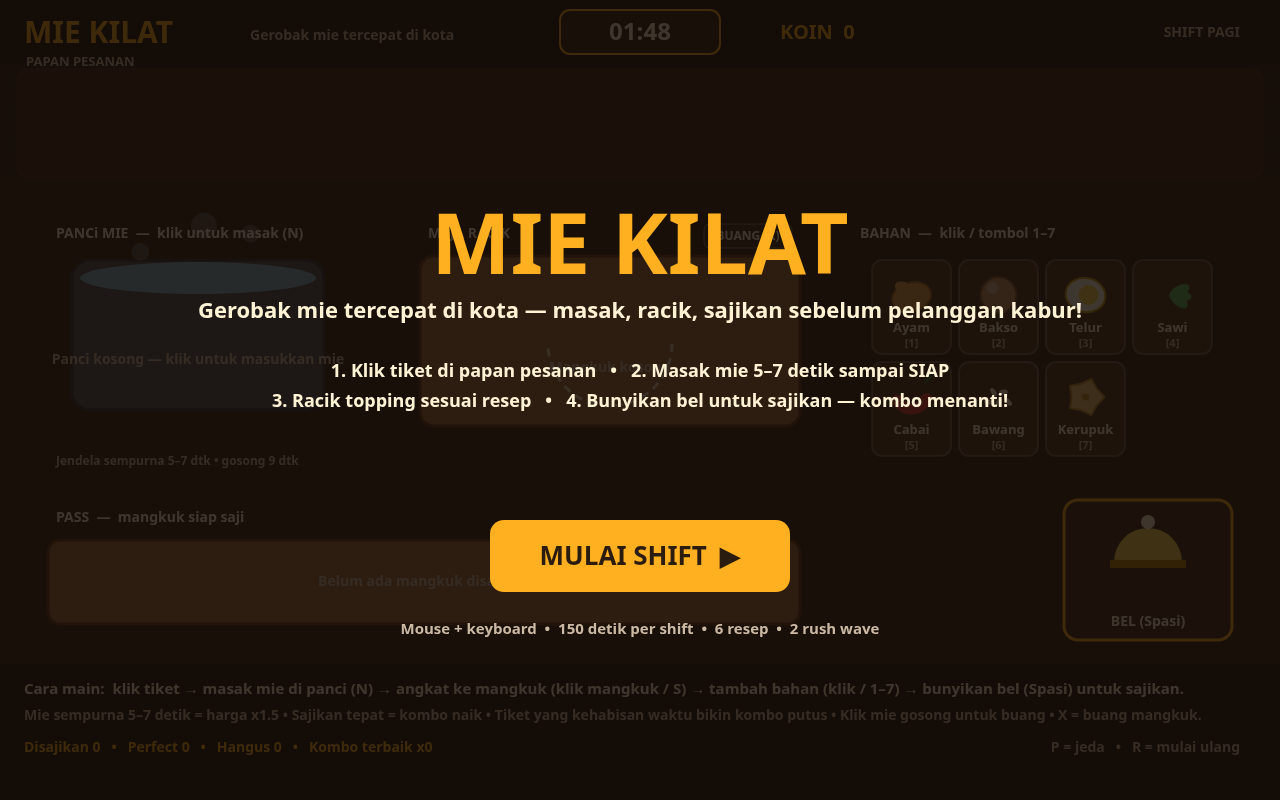 MIE KILAT
Gerobak mie tercepat di kota
01:48
KOIN 0
SHIFT PAGI
PAPAN PESANAN
PANCi MIE — klik untuk masak (N)
BAHAN — klik / tombol 1–7
MIE KILAT
Gerobak mie tercepat di kota — masak, racik, sajikan sebelum pelanggan kabur!
Ayam
[1]
Bakso
[2]
Telur
[3]
Sawi
[4]
Panci kosong — klik untuk masukkan mie
1. Klik tiket di papan pesanan • 2. Masak mie 5–7 detik sampai SIAP
3. Racik topping sesuai resep • 4. Bunyikan bel untuk sajikan — kombo menanti!
Cabai
[5]
Bawang
[6]
Kerupuk
[7]
Jendela sempurna 5–7 dtk • gosong 9 dtk
PASS — mangkuk siap saji
Belum ada mangkuk
MULAI SHIFT ▶
BEL (Spasi)
Mouse + keyboard • 150 detik per shift • 6 resep • 2 rush wave
Cara main: klik tiket → masak mie di panci (N) → angkat ke mangkuk (klik mangkuk / S) → tambah bahan (klik / 1–7) → bunyikan bel (Spasi) untuk sajikan.
Mie sempurna 5–7 detik = harga x1.5 • Sajikan tepat = kombo naik • Tiket yang kehabisan waktu bikin kombo putus • Klik mie gosong untuk buang • X = buang mangkuk.
Disajikan 0 • Perfect 0 • Hangus 0 • Kombo terbaik x0
P = jeda • R = mulai ulang